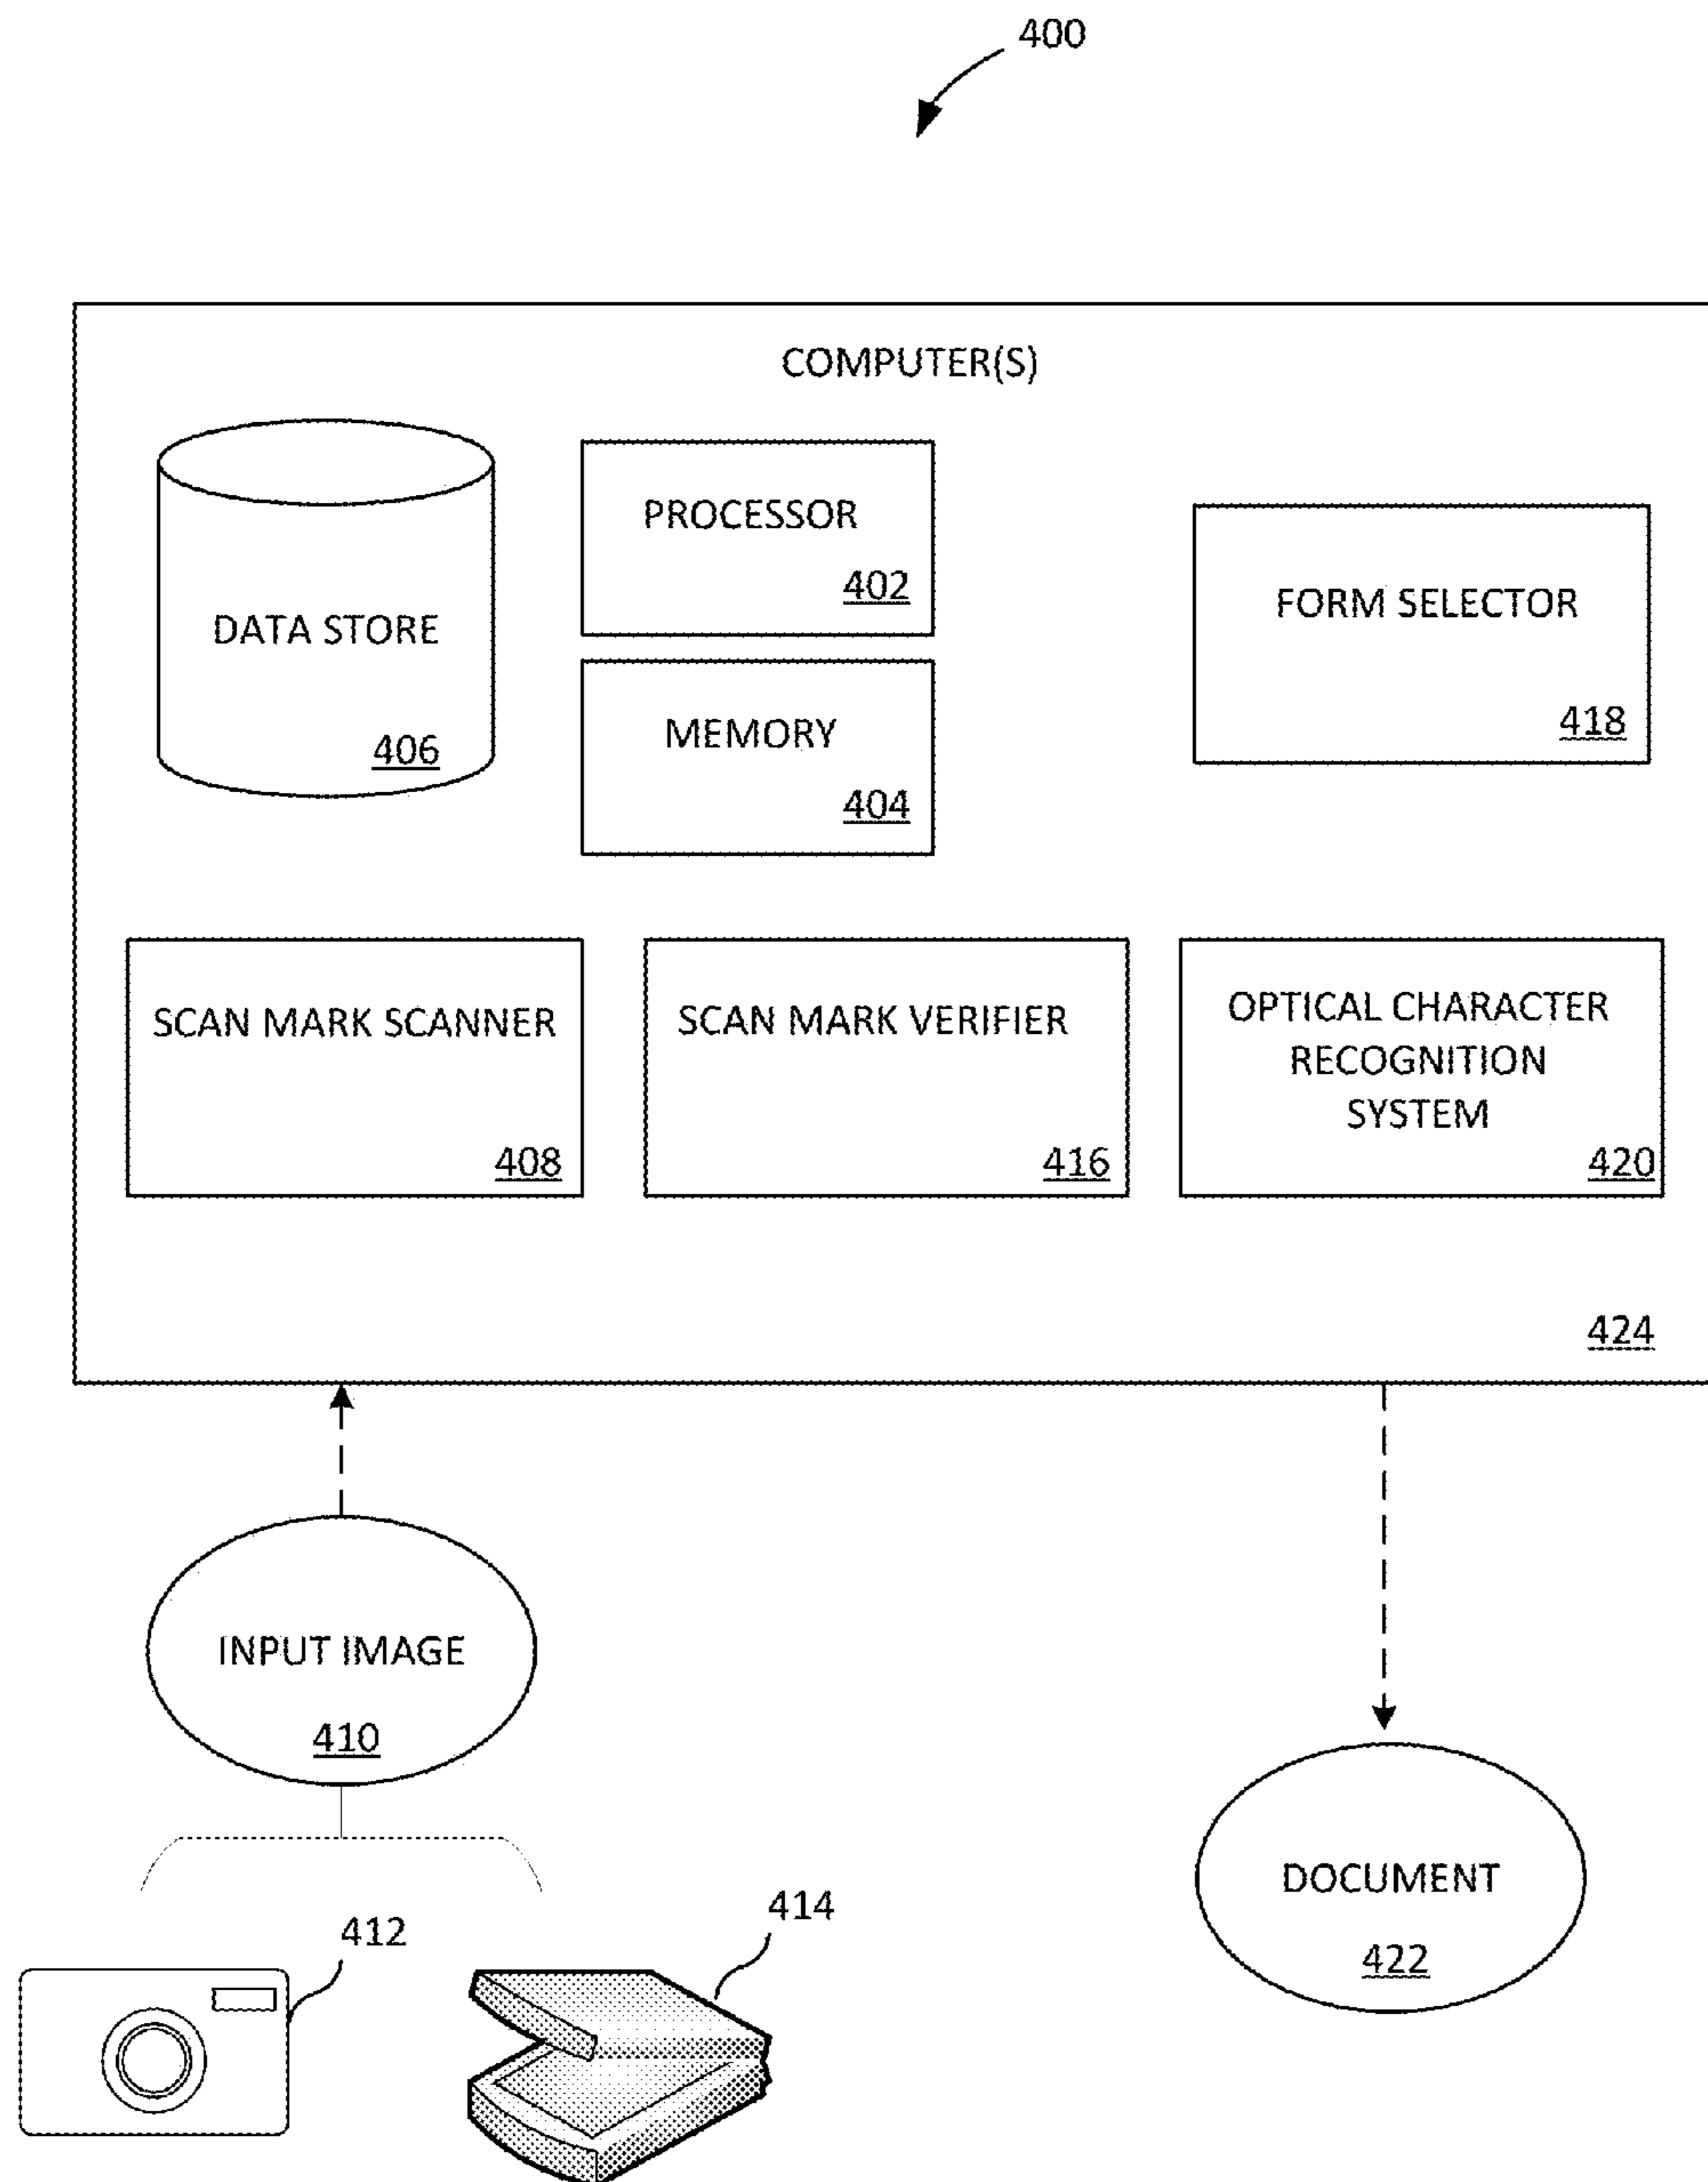 400
COMPUTER(S)
DATA STORE
406
PROCESSOR
402
MEMORY
404
FORM SELECTOR
418
SCAN MARK SCANNER
408
SCAN MARK VERIFIER
416
OPTICAL CHARACTER
RECOGNITION
SYSTEM
420
424
INPUT IMAGE
410
412
414
DOCUMENT
422